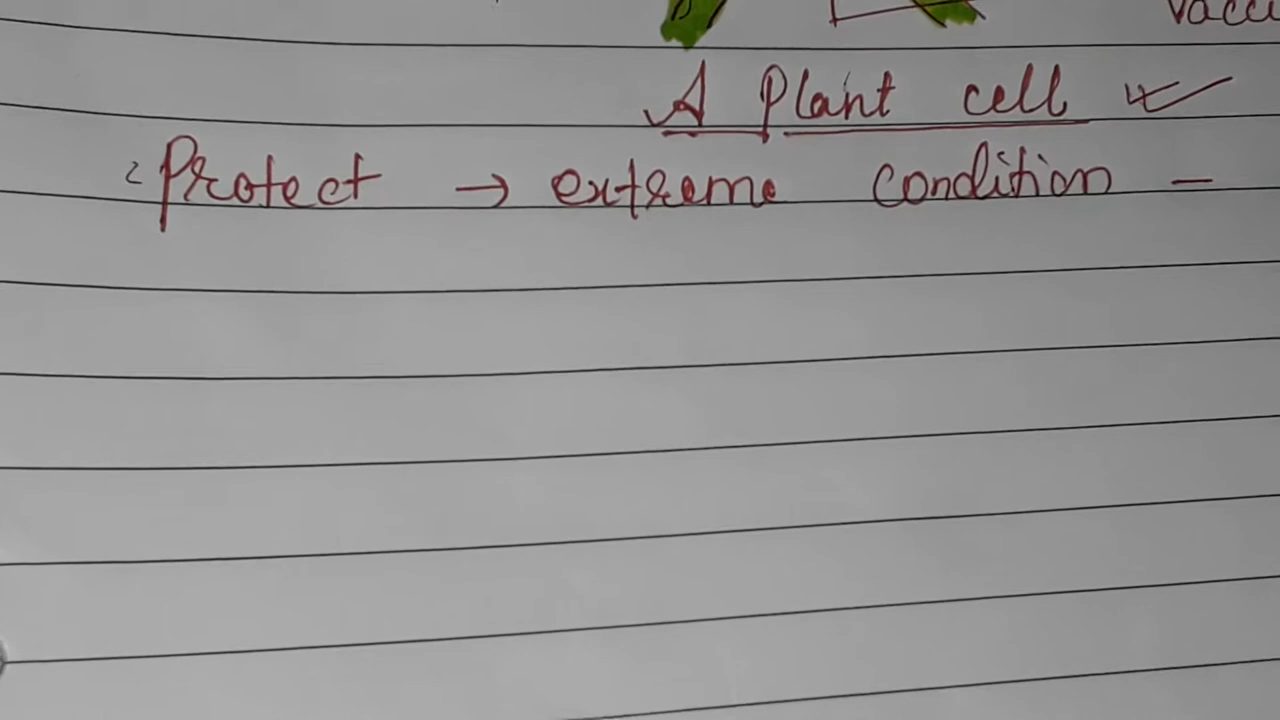 A Plant cell
Protect → extreme condition –